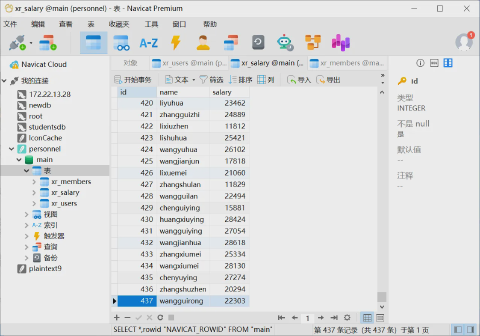 xr_salary @main (personnel) - 表 - Navicat Premium
文件 编辑 查看 表 收藏夹 工具 窗口 帮助
Navicat Cloud
我的连接
172.22.13.28
newdb
root
studentsdb
IconCache
personnel
main
表
xr_members
xr_salary
xr_users
视图
索引
触发器
查询
备份
plaintext9
对象 xr_users @main (p... xr_salary @main (... xr_members @ma...
开始事务 文本 筛选 排序 列 导入 导出
id name salary
420 liyuhua 23462
421 zhangguizhi 24889
422 lixiuzhen 11812
423 lishuhua 25421
424 wangyuhua 26102
425 wangjianjun 17818
426 lixuemei 21060
427 zhangshulan 11829
428 wangguilan 22494
429 chenguiying 15881
430 huangxiuying 28424
431 wangguiying 27054
432 wangjianhua 28618
433 zhangxiumei 25334
434 wangxiumei 28130
435 chenyuying 27274
436 zhangshuzhen 20294
437 wangguirong 22303
1
SELECT *,rowid "NAVICAT_ROWID" FROM "main"
第 437 条记录 (共 437 条) 于第 1 页
id
类型
INTEGER
不是 null
是
默认值
--
注释
--